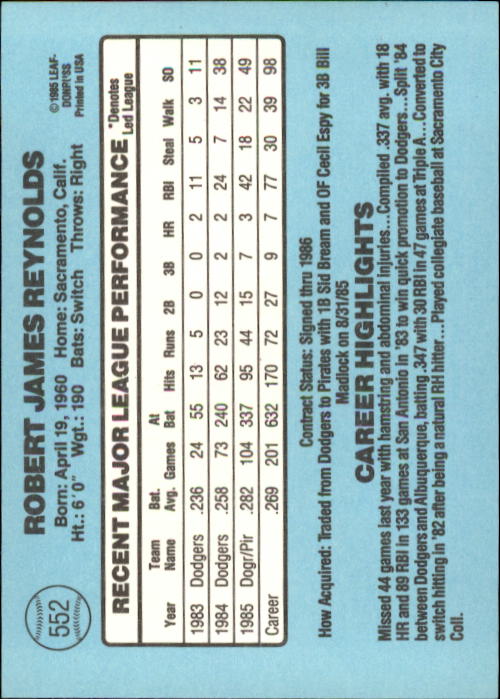 552
ROBERT JAMES REYNOLDS
Born: April 19, 1960 Home: Sacramento, Calif.
Ht.: 6'0" Wgt.: 190 Bats: Switch Throws: Right
© 1985 LEAF-
DONRUSS
Printed in USA
RECENT MAJOR LEAGUE PERFORMANCE
*Denotes
Led League
Year Team Name Bat. Avg. Games At Bat Hits Runs 2B 3B HR RBI Steal Walk SO
1983 Dodgers .236 24 55 13 5 0 0 2 11 5 3 11
1984 Dodgers .258 73 240 62 23 12 2 2 24 7 14 38
1985 Dogr/Pir .282 104 337 95 44 15 7 3 42 18 22 49
Career .269 201 632 170 72 27 9 7 77 30 39 98
Contract Status: Signed thru 1986
How Acquired: Traded from Dodgers to Pirates with 1B Sid Bream and OF Cecil Espy for 3B Bill
Madlock on 8/31/85
CAREER HIGHLIGHTS
Missed 44 games last year with hamstring and abdominal injuries...Compiled .337 avg. with 18
HR and 89 RBI in 133 games at San Antonio in '83 to win quick promotion to Dodgers...Split '84
between Dodgers and Albuquerque, batting .347 with 30 RBI in 47 games at Triple A...Converted to
switch hitting in '82 after being a natural RH hitter...Played collegiate baseball at Sacramento City
Coll.